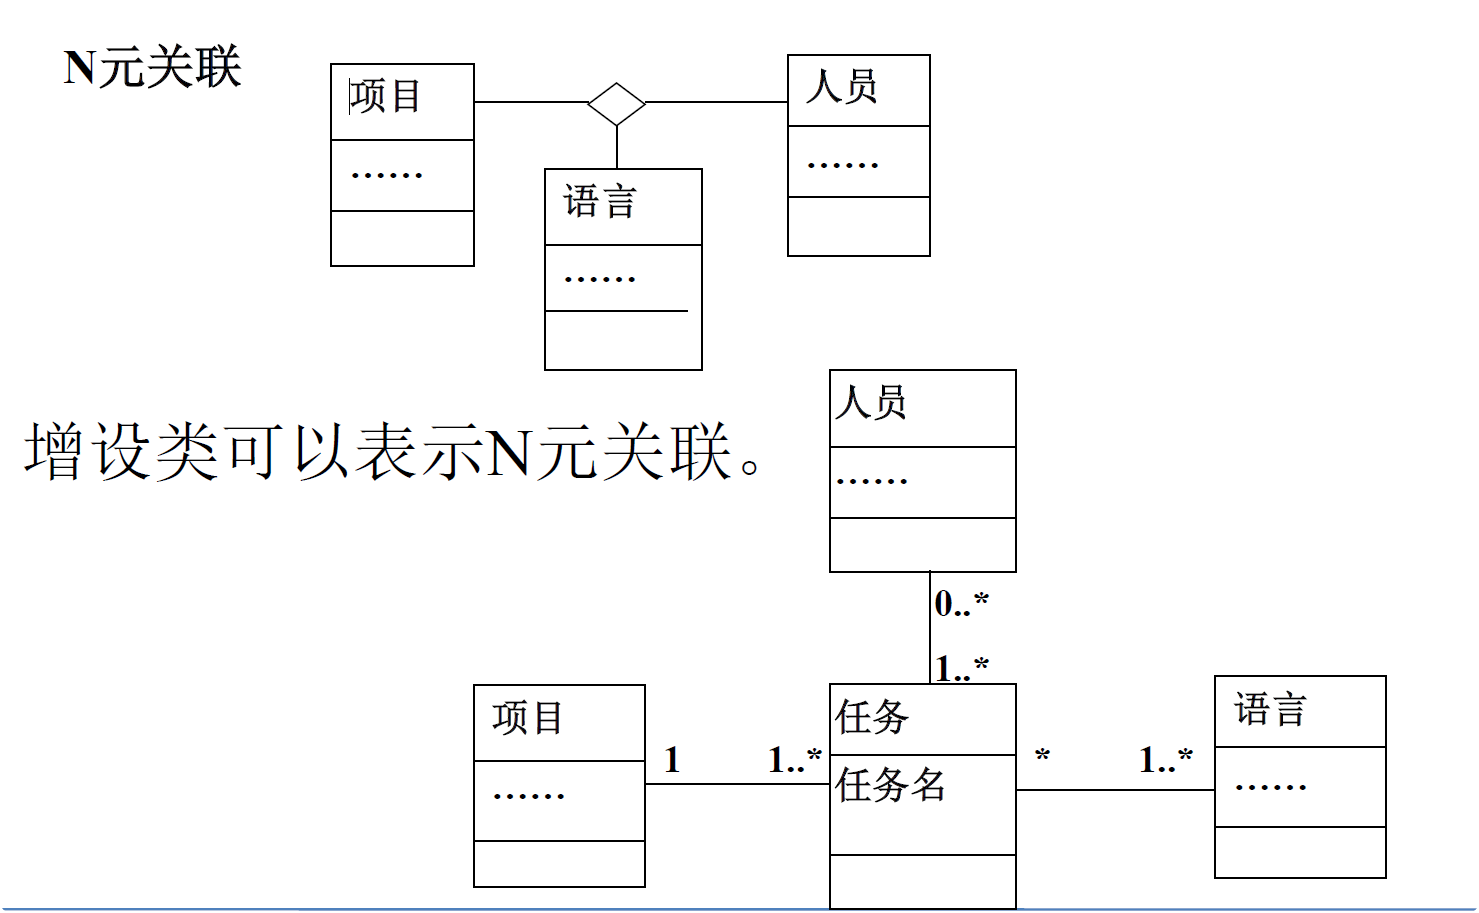 N元关联
项目
……
人员
……
语言
……
增设类可以表示N元关联。
人员
……
0..*
1..*
项目
……
1
1..*
任务
任务名
*
1..*
语言
……